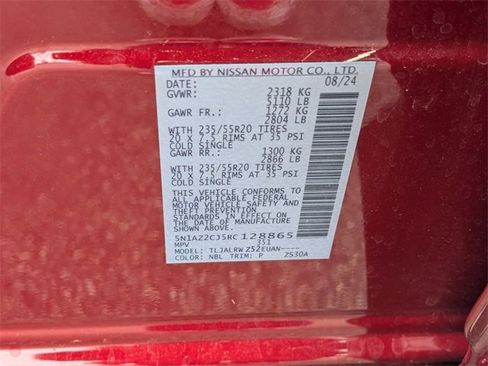 MFD BY NISSAN MOTOR CO., LTD.
DATE: 08/24
GVWR: 2318 KG
5110 LB
GAWR FR.: 1272 KG
2804 LB
WITH 235/55R20 TIRES
20 x 7.5 RIMS AT 35 PSI
COLD SINGLE
GAWR RR.: 1300 KG
2866 LB
WITH 235/55R20 TIRES
20 x 7.5 RIMS AT 35 PSI
COLD SINGLE
THIS VEHICLE CONFORMS TO
ALL APPLICABLE FEDERAL
MOTOR VEHICLE SAFETY
AND THEFT PREVENTION
STANDARDS IN EFFECT ON THE
DATE OF MANUFACTURE
SHOWN ABOVE.
5N1AZ2CJ5RC128865
MPV 351
MODEL: TLJALRWZ52EUAN----
COLOR: NBL TRIM: P ZS30A